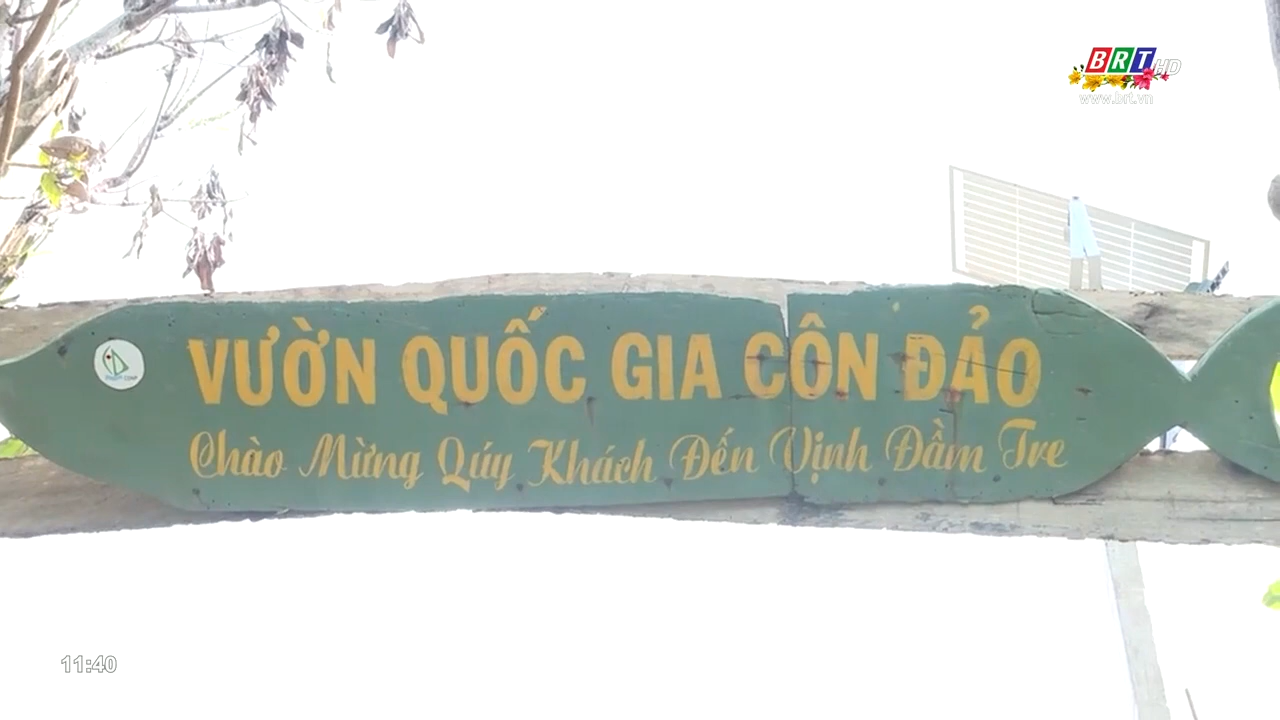 BRT HD
www.brt.vn
VƯỜN QUỐC GIA CÔN ĐẢO
Chào Mừng Quý Khách Đến Vịnh Đầm Tre
11:40